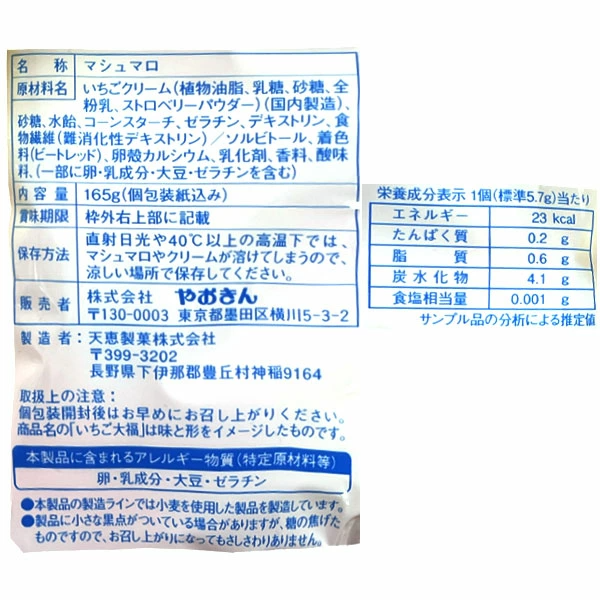 名称 マシュマロ
原材料名 いちごクリーム(植物油脂、乳糖、砂糖、全
粉乳、ストロベリーパウダー)(国内製造)、
砂糖、水飴、コーンスターチ、ゼラチン、デキストリン、食
物繊維(難消化性デキストリン)/ソルビトール、着色
料(ビートレッド)、卵殻カルシウム、乳化剤、香料、酸味
料、(一部に卵・乳成分・大豆・ゼラチンを含む)
内容量 165g(個包装紙込み)
賞味期限 枠外右上部に記載
保存方法 直射日光や40℃以上の高温下では、
マシュマロやクリームが溶けてしまうので、
涼しい場所で保存してください。
販売者 株式会社 やおきん
〒130-0003 東京都墨田区横川5-3-2
製造者:天恵製菓株式会社
〒399-3202
長野県下伊那郡豊丘村神稲9164
取扱上の注意:
個包装開封後はお早めにお召し上がりください。
商品名の「いちご大福」は味と形をイメージしたものです。
本製品に含まれるアレルギー物質(特定原材料等)
卵・乳成分・大豆・ゼラチン
●本製品の製造ラインでは小麦を使用した製品を製造しています。
●製品に小さな黒点がついている場合がありますが、糖の焦げた
ものですので、お召し上がりになってもさしさわりありません。
栄養成分表示 1個(標準5.7g)当たり
エネルギー 23 kcal
たんぱく質 0.2 g
脂質 0.6 g
炭水化物 4.1 g
食塩相当量 0.001 g
サンプル品の分析による推定値